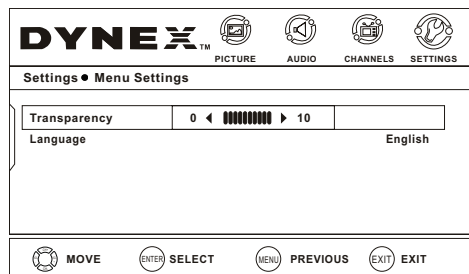 DYNEX™
PICTURE AUDIO CHANNELS SETTINGS
Settings ● Menu Settings
Transparency 0 ◀ ▶ 10
Language English
MOVE ENTER SELECT MENU PREVIOUS EXIT EXIT